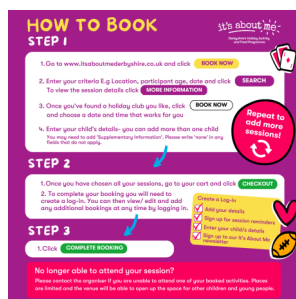 HOW TO BOOK
it's about me
Derbyshire's Holiday Activity
and Food Programme
STEP 1
1. Go to www.itsaboutmederbyshire.co.uk and click BOOK NOW
2. Enter your criteria E.g Location, participant age, date and click SEARCH
To view the session details click MORE INFORMATION
3. Once you've found a holiday club you like, click BOOK NOW
and choose a date and time that works for you
4. Enter your child's details- you can add more than one child
You may need to add 'Supplementary Information'. Please write 'none' in any
fields that do not apply.
Repeat to
add more
sessions!
STEP 2
1. Once you have chosen all your sessions, go to your cart and click CHECKOUT
2. To complete your booking you will need to
create a log-in. You can then view/ edit and add
any additional bookings at any time by logging in.
Create a Log-in
Add your details
Sign up for session reminders
Enter your child's details
Sign up to our It's About Me
newsletter
STEP 3
1. Click COMPLETE BOOKING
No longer able to attend your session?
Please contact the organiser if you are unable to attend one of your booked activities. Places
are limited and the venue will be able to open up the space for other children and young people.